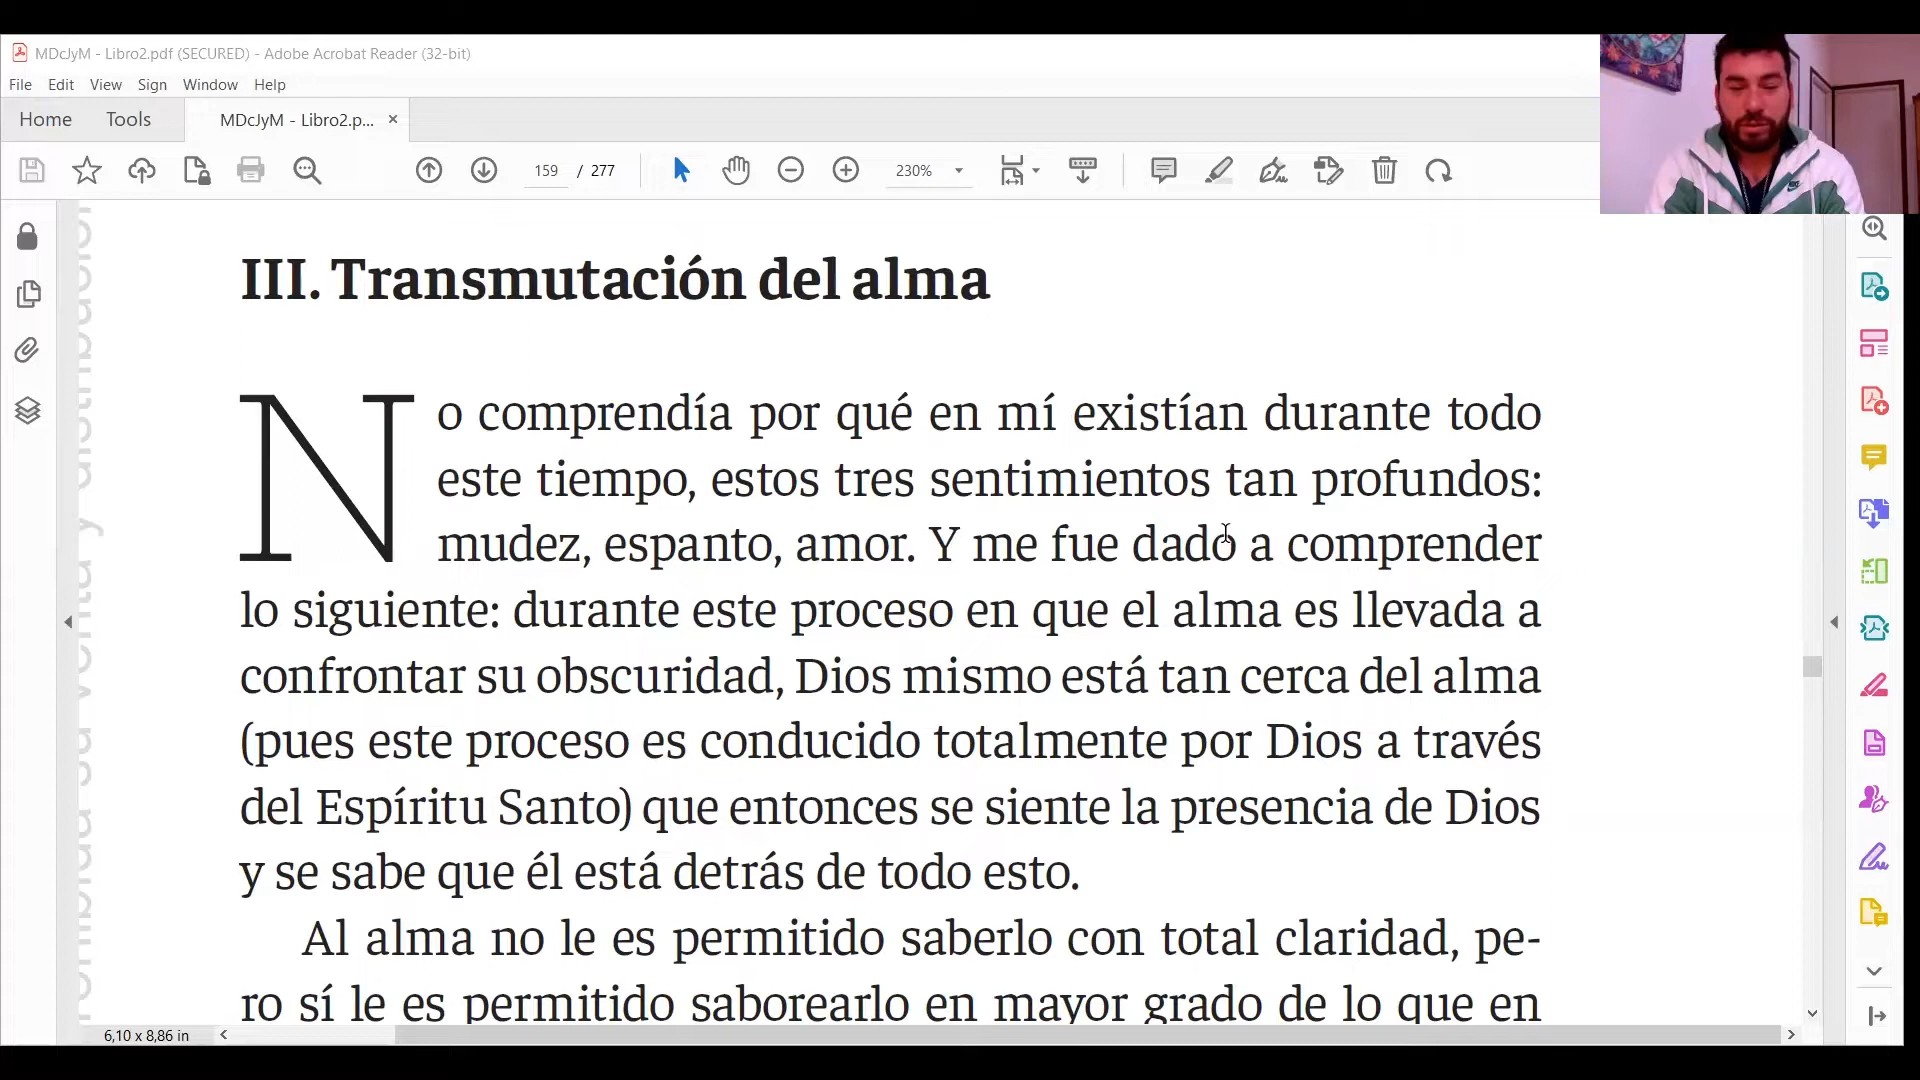 MDcJyM - Libro2.pdf (SECURED) - Adobe Acrobat Reader (32-bit)
File Edit View Sign Window Help
Home Tools MDcJyM - Libro2.p... ×
159 / 277 230%
III. Transmutación del alma
No comprendía por qué en mí existían durante todo
este tiempo, estos tres sentimientos tan profundos:
mudez, espanto, amor. Y me fue dado a comprender
lo siguiente: durante este proceso en que el alma es llevada a
confrontar su obscuridad, Dios mismo está tan cerca del alma
(pues este proceso es conducido totalmente por Dios a través
del Espíritu Santo) que entonces se siente la presencia de Dios
y se sabe que él está detrás de todo esto.
Al alma no le es permitido saberlo con total claridad, pe-
ro sí le es permitido saborearlo en mayor grado de lo que en
6,10 x 8,86 in